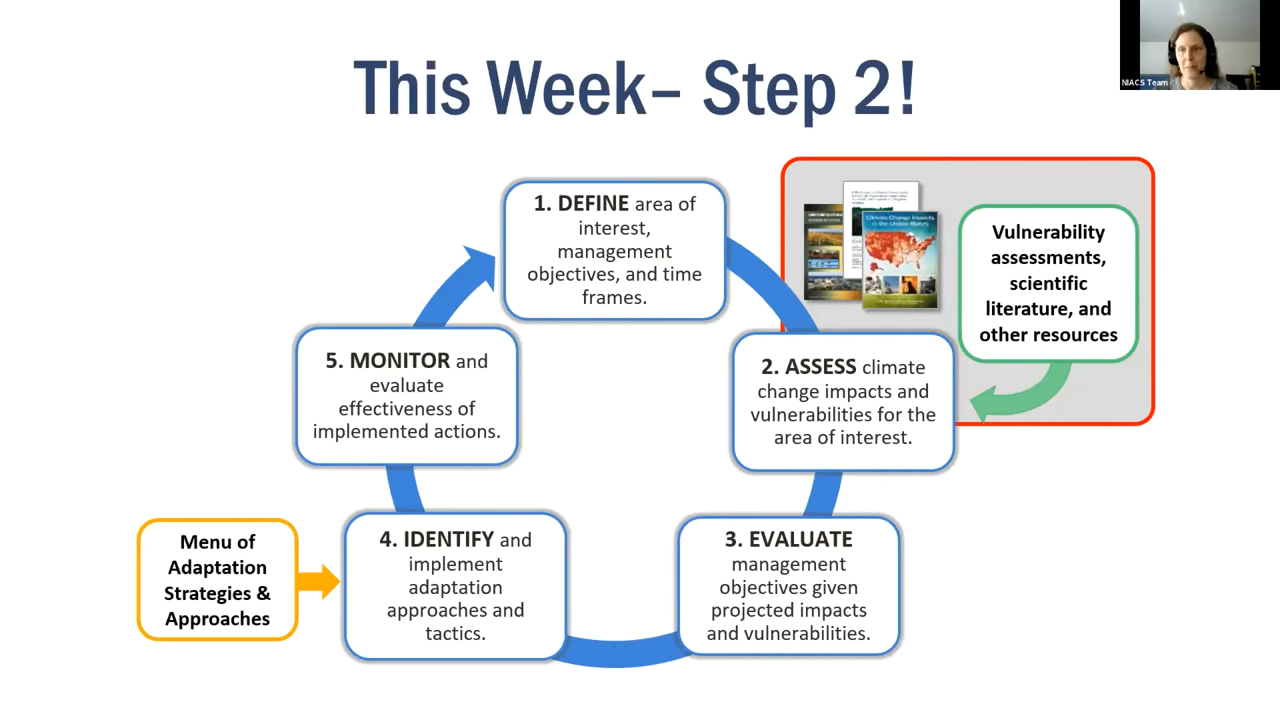 This Week– Step 2!
NIACS Team
1. DEFINE area of
interest,
management
objectives, and time
frames.
Climate Change Impacts
in the United States
Vulnerability
assessments,
scientific
literature, and
other resources
2. ASSESS climate
change impacts and
vulnerabilities for the
area of interest.
5. MONITOR and
evaluate
effectiveness of
implemented actions.
3. EVALUATE
management
objectives given
projected impacts
and vulnerabilities.
4. IDENTIFY and
implement
adaptation
approaches and
tactics.
Menu of
Adaptation
Strategies &
Approaches